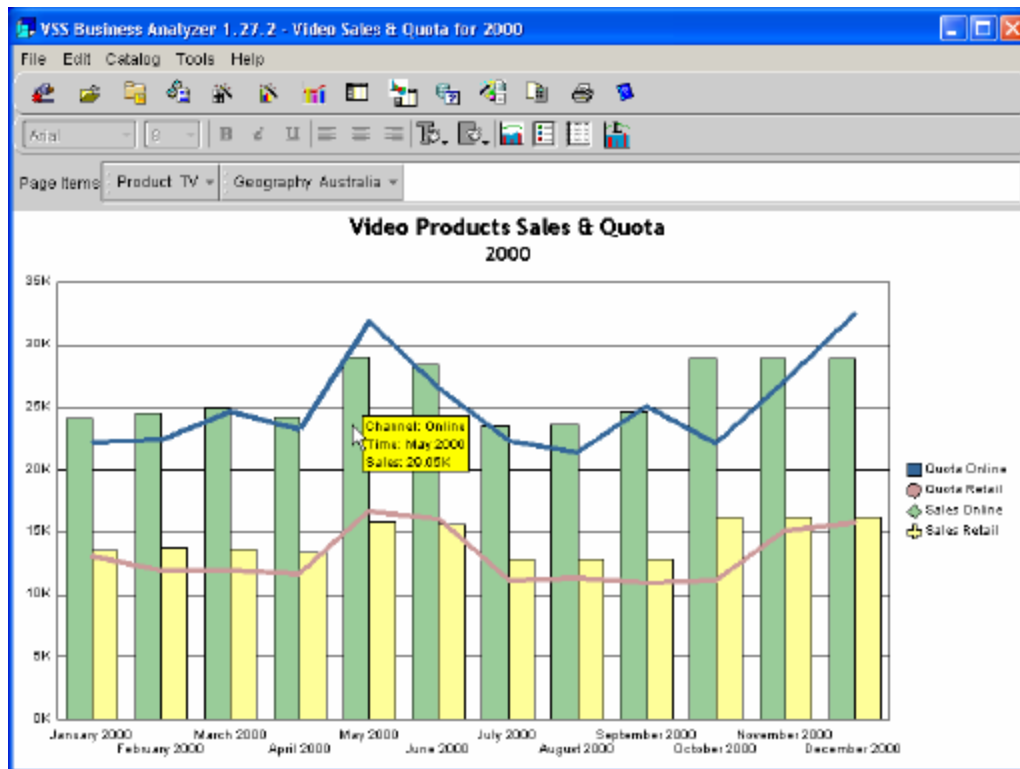 VSS Business Analyzer 1.27.2 - Video Sales & Quota for 2000
File Edit Catalog Tools Help
Arial 8 B U
Page Items Product TV Geography Australia
Video Products Sales & Quota
2000
35K
30K
25K
20K
15K
10K
5K
0K
Channel: Online
Time: May 2000
Sales: 29.05K
Quota Online
Quota Retail
Sales Online
Sales Retail
January 2000 March 2000 May 2000 July 2000 September 2000 November 2000
February 2000 April 2000 June 2000 August 2000 October 2000 December 2000